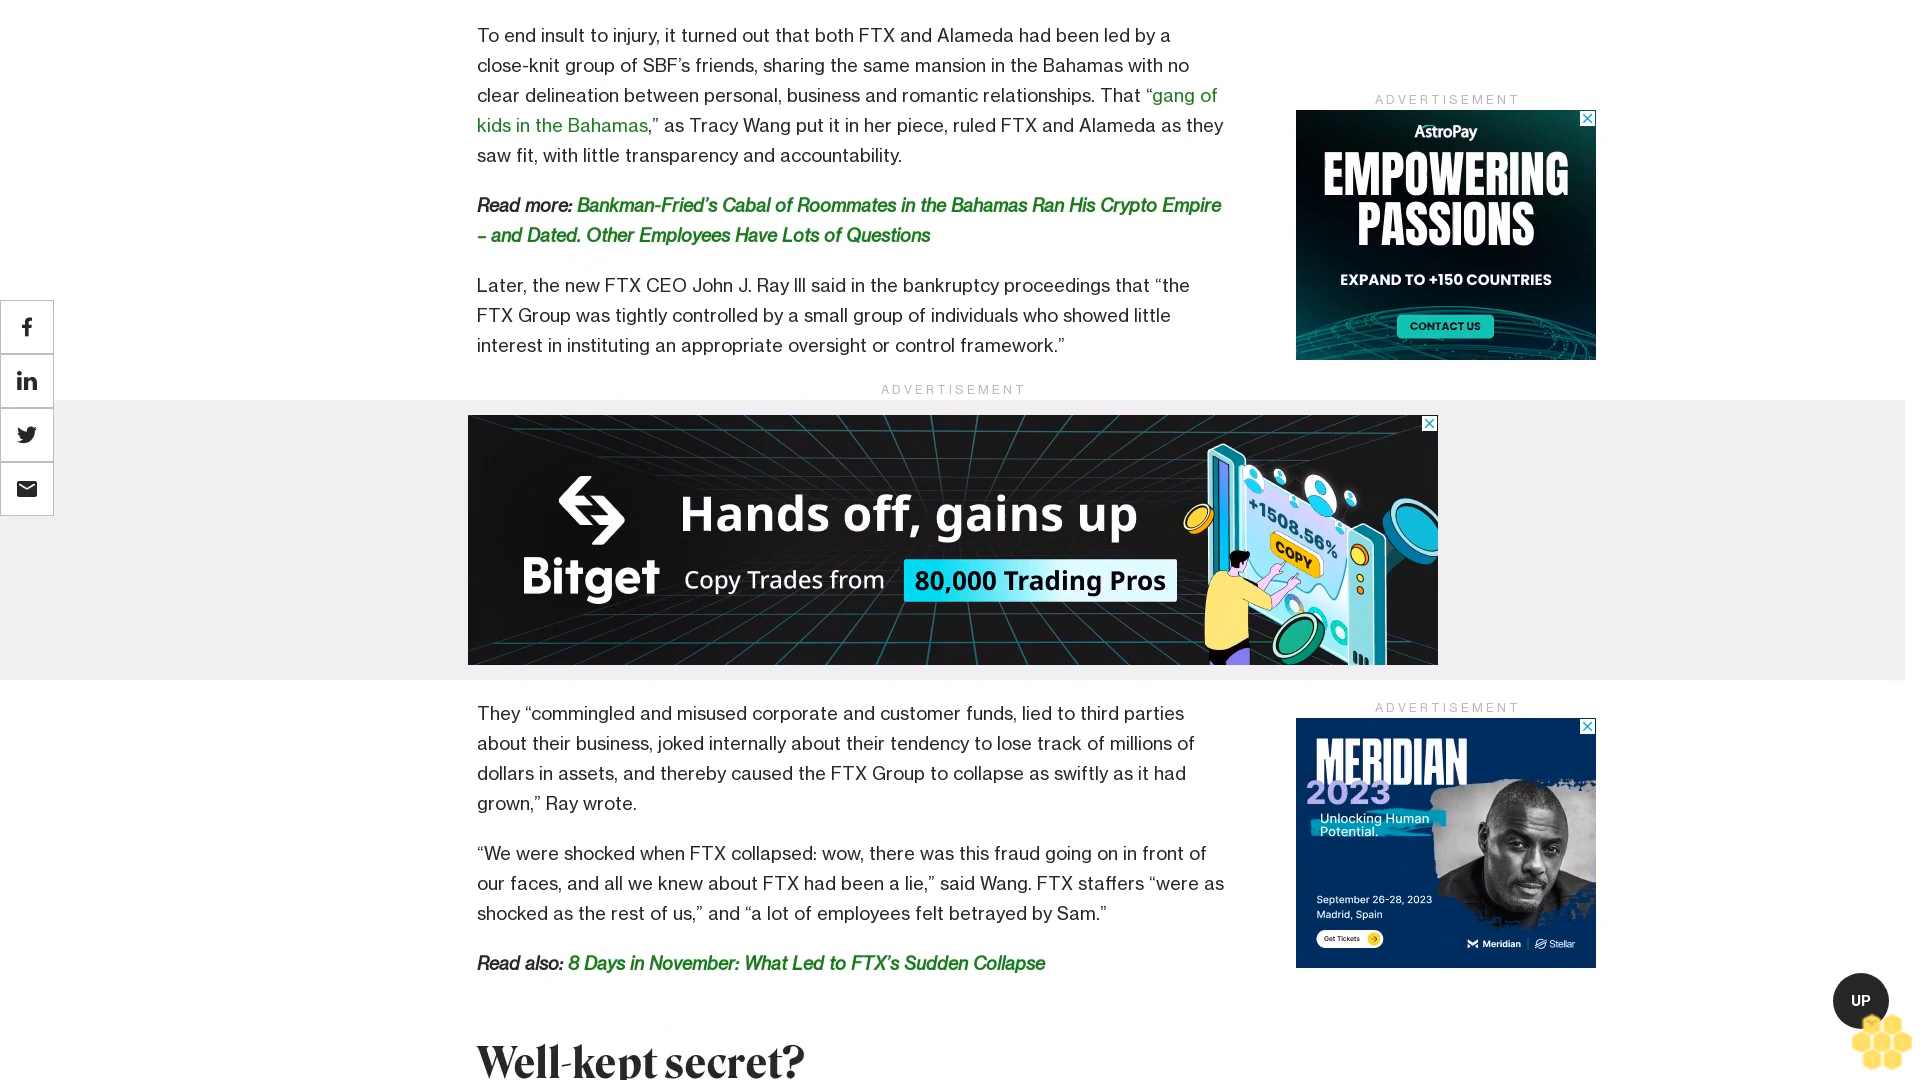 To end insult to injury, it turned out that both FTX and Alameda had been led by a
close-knit group of SBF’s friends, sharing the same mansion in the Bahamas with no
clear delineation between personal, business and romantic relationships. That “gang of
kids in the Bahamas,” as Tracy Wang put it in her piece, ruled FTX and Alameda as they
saw fit, with little transparency and accountability.
Read more: Bankman-Fried’s Cabal of Roommates in the Bahamas Ran His Crypto Empire
– and Dated. Other Employees Have Lots of Questions
Later, the new FTX CEO John J. Ray III said in the bankruptcy proceedings that “the
FTX Group was tightly controlled by a small group of individuals who showed little
interest in instituting an appropriate oversight or control framework.”
ADVERTISEMENT
AstroPay
EMPOWERING
PASSIONS
EXPAND TO +150 COUNTRIES
CONTACT US
ADVERTISEMENT
Bitget
Hands off, gains up
Copy Trades from 80,000 Trading Pros
+1508.56%
COPY
They “commingled and misused corporate and customer funds, lied to third parties
about their business, joked internally about their tendency to lose track of millions of
dollars in assets, and thereby caused the FTX Group to collapse as swiftly as it had
grown,” Ray wrote.
“We were shocked when FTX collapsed: wow, there was this fraud going on in front of
our faces, and all we knew about FTX had been a lie,” said Wang. FTX staffers “were as
shocked as the rest of us,” and “a lot of employees felt betrayed by Sam.”
Read also: 8 Days in November: What Led to FTX’s Sudden Collapse
ADVERTISEMENT
MERIDIAN
2023
Unlocking Human
Potential.
September 26-28, 2023
Madrid, Spain
Get Tickets
Meridian | Stellar
UP
Well-kept secret?